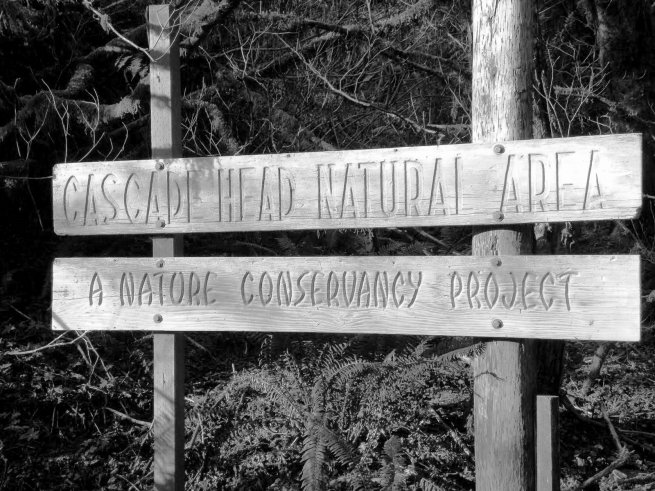 CASCADE HEAD NATURAL AREA
A NATURE CONSERVANCY PROJECT